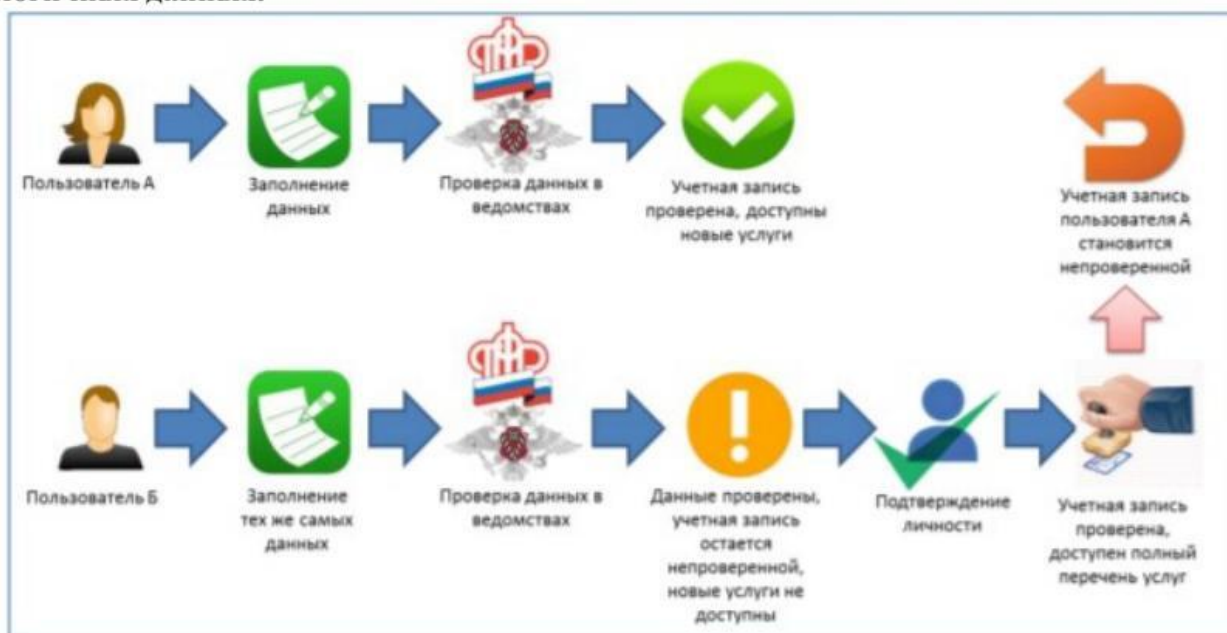 Пользователь А
Заполнение
данных
Проверка данных в
ведомствах
Учетная запись
проверена, доступны
новые услуги
Учетная запись
пользователя А
становится
непроверенной
Пользователь Б
Заполнение
тех же самых
данных
Проверка данных в
ведомствах
Данные проверены,
учетная запись
остается
непроверенной,
новые услуги не
доступны
Подтверждение
личности
Учетная запись
проверена,
доступен полный
перечень услуг